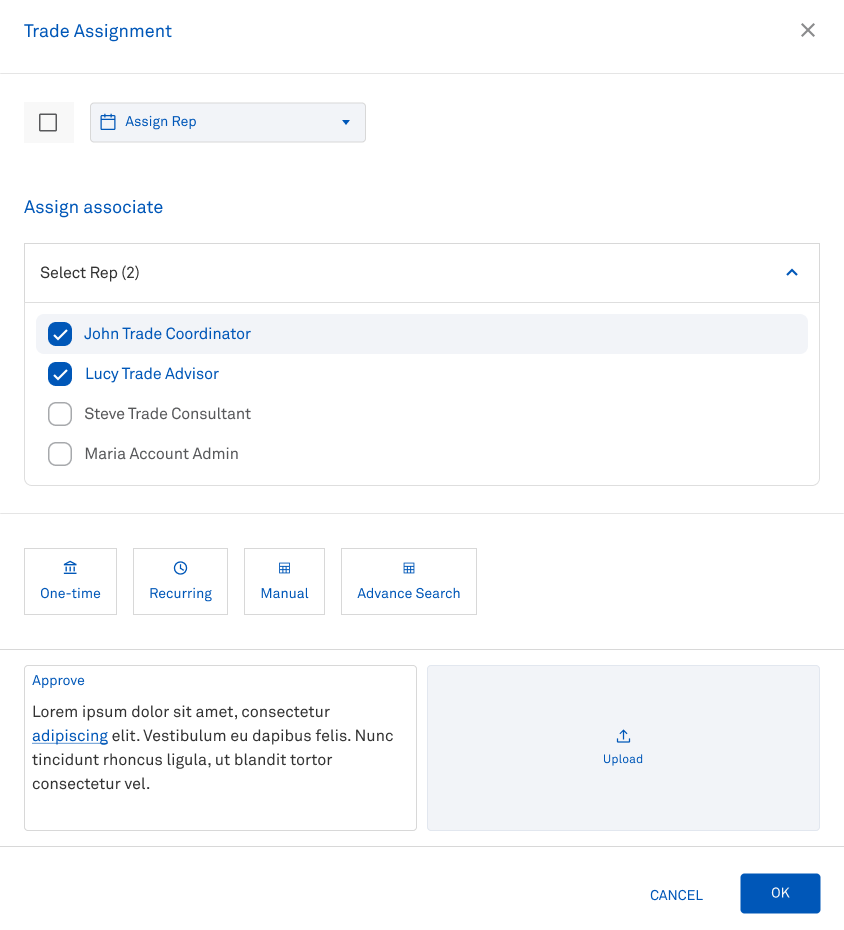 Trade Assignment
Assign Rep
Assign associate
Select Rep (2)
John Trade Coordinator
Lucy Trade Advisor
Steve Trade Consultant
Maria Account Admin
One-time
Recurring
Manual
Advance Search
Approve
Lorem ipsum dolor sit amet, consectetur
adipiscing elit. Vestibulum eu dapibus felis. Nunc
tincidunt rhoncus ligula, ut blandit tortor
consectetur vel.
Upload
CANCEL
OK